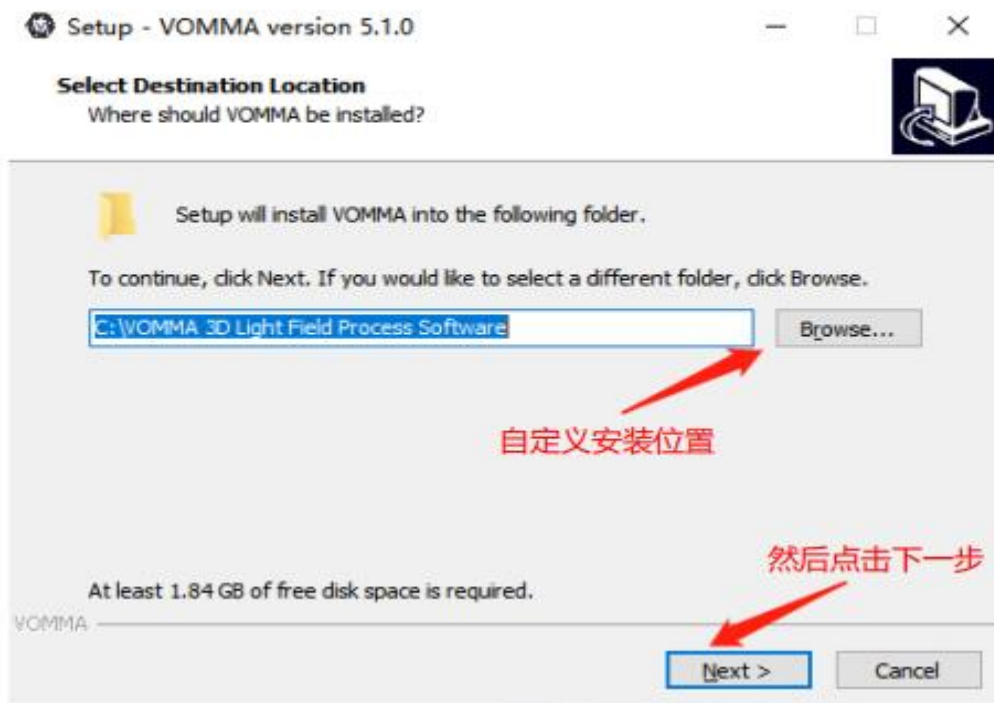 Setup - VOMMA version 5.1.0
Select Destination Location
Where should VOMMA be installed?
Setup will install VOMMA into the following folder.
To continue, click Next. If you would like to select a different folder, click Browse.
C:\VOMMA 3D Light Field Process Software
Browse...
自定义安装位置
然后点击下一步
At least 1.84 GB of free disk space is required.
VOMMA
Next >
Cancel